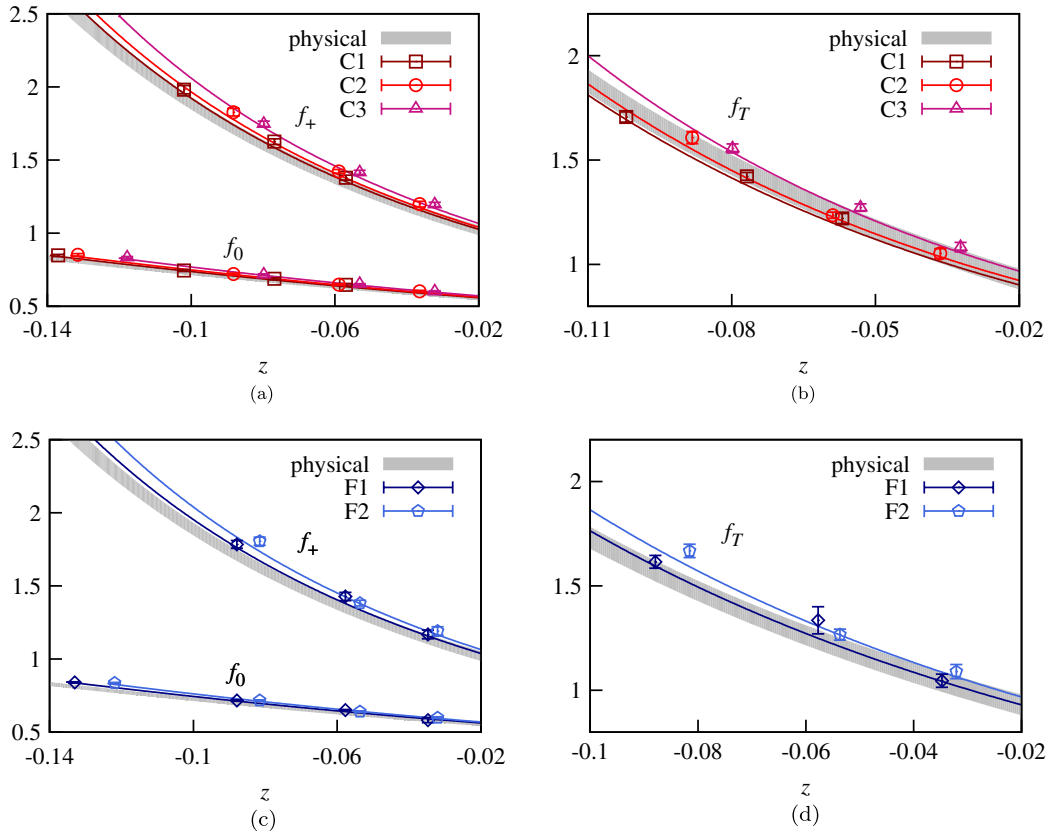 2.5
2
1.5
1
0.5
-0.14
-0.1
-0.06
-0.02
z
physical
C1
C2
C3
f+
f0
(a)
2
1.5
1
-0.11
-0.08
-0.05
-0.02
z
physical
C1
C2
C3
fT
(b)
2.5
2
1.5
1
0.5
-0.14
-0.1
-0.06
-0.02
z
physical
F1
F2
f+
f0
(c)
2
1.5
1
-0.1
-0.08
-0.06
-0.04
-0.02
z
physical
F1
F2
fT
(d)